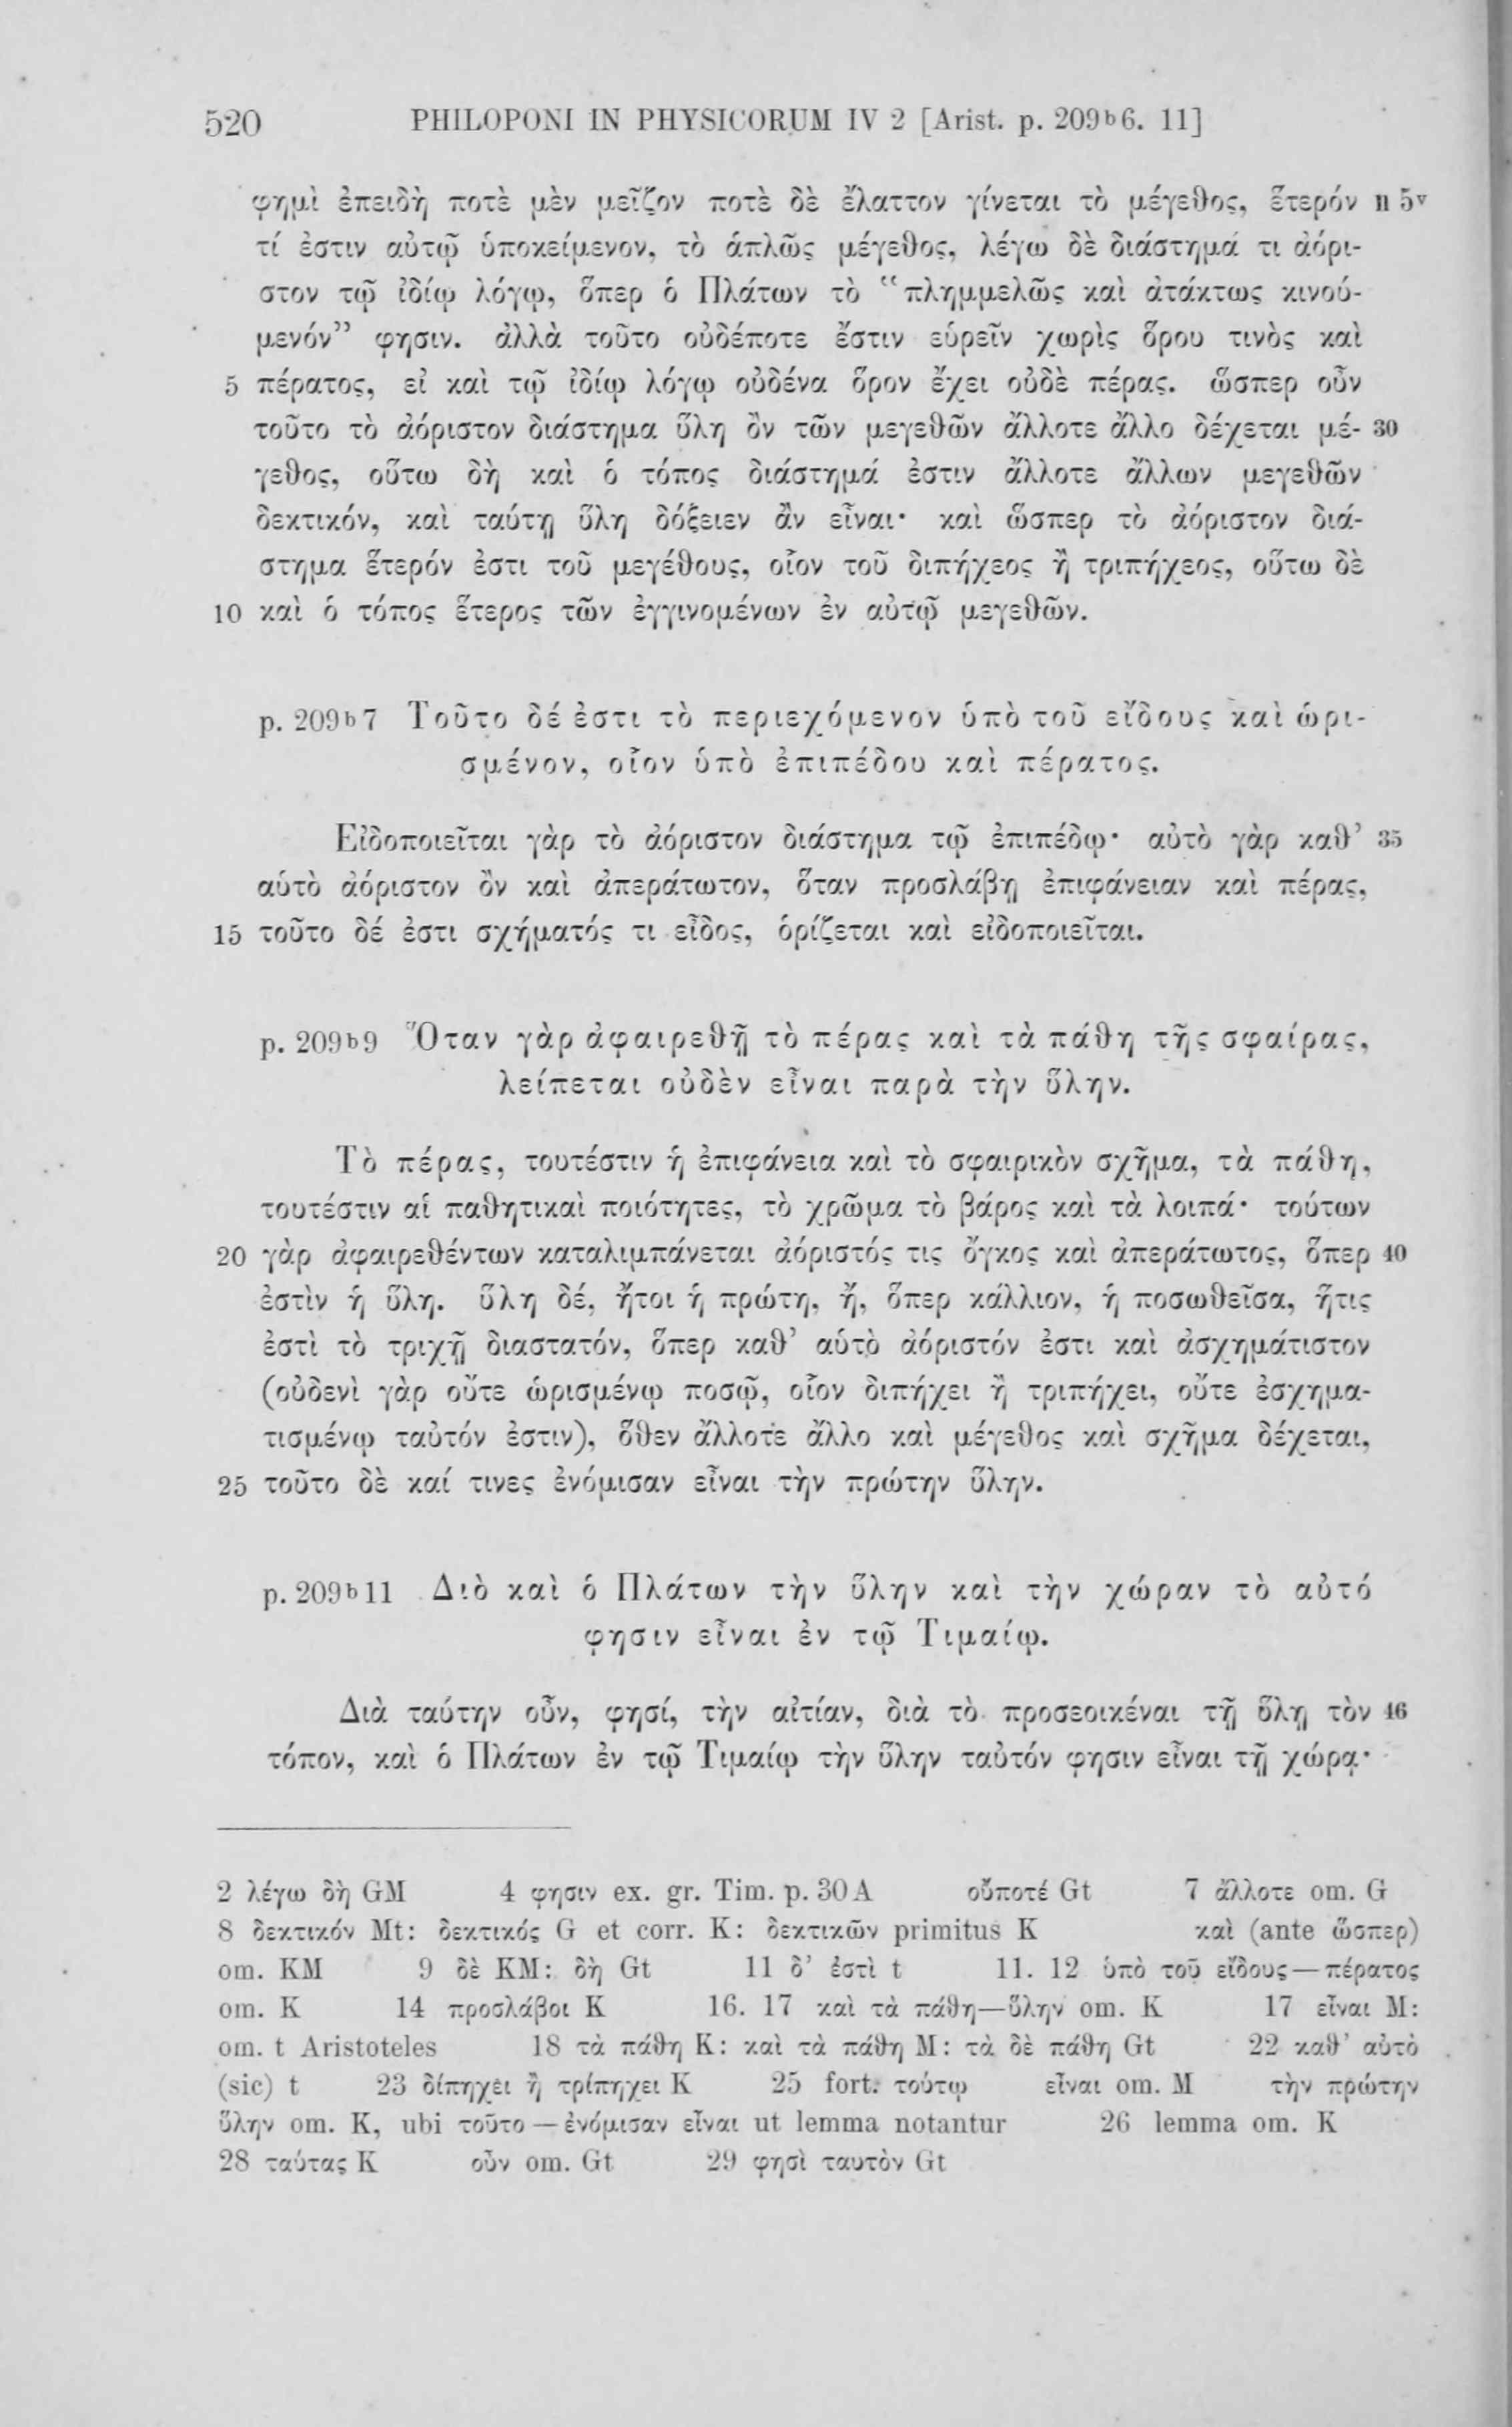 520 PHILOPONI IN PHYSICORUM IV 2 [Arist. p. 209b6. 11]
φημὶ ἐπειδὴ ποτὲ μὲν μεῖζον ποτὲ δὲ ἔλαττον γίνεται τὸ μέγεθος, ἕτερόν n 5v
τί ἐστιν αὐτῷ ὑποκείμενον, τὸ ἁπλῶς μέγεθος, λέγω δὲ διάστημά τι ἀόρι-
στον τῷ ἰδίῳ λόγῳ, ὅπερ ὁ Πλάτων τὸ “πλημμελῶς καὶ ἀτάκτως κινού-
μενόν” φησιν. ἀλλὰ τοῦτο οὐδέποτε ἔστιν εὑρεῖν χωρὶς ὅρου τινὸς καὶ
5 πέρατος, εἰ καὶ τῷ ἰδίῳ λόγῳ οὐδένα ὅρον ἔχει οὐδὲ πέρας. ὥσπερ οὖν
τοῦτο τὸ ἀόριστον διάστημα ὕλη ὂν τῶν μεγεθῶν ἄλλοτε ἄλλο δέχεται μέ- 30
γεθος, οὕτω δὴ καὶ ὁ τόπος διάστημά ἐστιν ἄλλοτε ἄλλων μεγεθῶν
δεκτικόν, καὶ ταύτῃ ὕλη δόξειεν ἂν εἶναι· καὶ ὥσπερ τὸ ἀόριστον διά-
στημα ἕτερόν ἐστι τοῦ μεγέθους, οἷον τοῦ διπήχεος ἢ τριπήχεος, οὕτω δὲ
10 καὶ ὁ τόπος ἕτερος τῶν ἐγγινομένων ἐν αὐτῷ μεγεθῶν.
p. 209b7 Τοῦτο δέ ἐστι τὸ περιεχόμενον ὑπὸ τοῦ εἴδους καὶ ὡρι-
σμένον, οἷον ὑπὸ ἐπιπέδου καὶ πέρατος.
Εἰδοποιεῖται γὰρ τὸ ἀόριστον διάστημα τῷ ἐπιπέδῳ· αὐτὸ γὰρ καθ’ 35
αὑτὸ ἀόριστον ὂν καὶ ἀπεράτωτον, ὅταν προσλάβῃ ἐπιφάνειαν καὶ πέρας,
15 τοῦτο δέ ἐστι σχήματός τι εἶδος, ὁρίζεται καὶ εἰδοποιεῖται.
p. 209b9 Ὅταν γὰρ ἀφαιρεθῇ τὸ πέρας καὶ τὰ πάθη τῆς σφαίρας,
λείπεται οὐδὲν εἶναι παρὰ τὴν ὕλην.
Τὸ πέρας, τουτέστιν ἡ ἐπιφάνεια καὶ τὸ σφαιρικὸν σχῆμα, τὰ πάθη,
τουτέστιν αἱ παθητικαὶ ποιότητες, τὸ χρῶμα τὸ βάρος καὶ τὰ λοιπά· τούτων
20 γὰρ ἀφαιρεθέντων καταλιμπάνεται ἀόριστός τις ὄγκος καὶ ἀπεράτωτος, ὅπερ 40
ἐστὶν ἡ ὕλη. ὕλη δέ, ἤτοι ἡ πρώτη, ἤ, ὅπερ κάλλιον, ἡ ποσωθεῖσα, ἥτις
ἐστὶ τὸ τριχῇ διαστατόν, ὅπερ καθ’ αὑτὸ ἀόριστόν ἐστι καὶ ἀσχημάτιστον
(οὐδενὶ γὰρ οὔτε ὡρισμένῳ ποσῷ, οἷον διπήχει ἢ τριπήχει, οὔτε ἐσχημα-
τισμένῳ ταὐτόν ἐστιν), ὅθεν ἄλλοτε ἄλλο καὶ μέγεθος καὶ σχῆμα δέχεται,
25 τοῦτο δὲ καί τινες ἐνόμισαν εἶναι τὴν πρώτην ὕλην.
p. 209b11 Διὸ καὶ ὁ Πλάτων τὴν ὕλην καὶ τὴν χώραν τὸ αὐτό
φησιν εἶναι ἐν τῷ Τιμαίῳ.
Διὰ ταύτην οὖν, φησί, τὴν αἰτίαν, διὰ τὸ προσεοικέναι τῇ ὕλῃ τὸν 46
τόπον, καὶ ὁ Πλάτων ἐν τῷ Τιμαίῳ τὴν ὕλην ταὐτόν φησιν εἶναι τῇ χώρᾳ·
2 λέγω δὴ GM 4 φησιν ex. gr. Tim. p. 30A οὔποτέ Gt 7 ἄλλοτε om. G
8 δεκτικόν Mt: δεκτικός G et corr. K: δεκτικῶν primitus K καὶ (ante ὥσπερ)
om. KM 9 δὲ KM: δὴ Gt 11 δ’ ἐστὶ t 11. 12 ὑπὸ τοῦ εἴδους—πέρατος
om. K 14 προσλάβοι K 16. 17 καὶ τὰ πάθη—ὕλην om. K 17 εἶναι M:
om. t Aristoteles 18 τὰ πάθη K: καὶ τὰ πάθη M: τὰ δὲ πάθη Gt 22 καθ’ αὐτὸ
(sic) t 23 δίπηχει ἢ τρίπηχει K 25 fort. τούτῳ εἶναι om. M τὴν πρώτην
ὕλην om. K, ubi τοῦτο—ἐνόμισαν εἶναι ut lemma notantur 26 lemma om. K
28 ταύτας K οὖν om. Gt 29 φησὶ ταυτὸν Gt